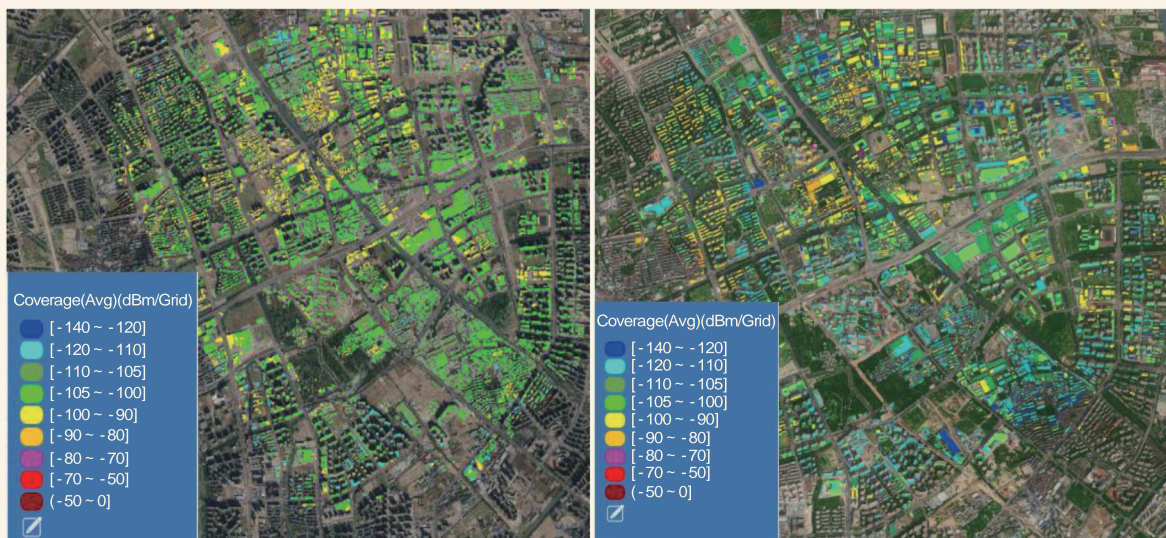 Coverage(Avg)(dBm/Grid)
[-140 ~ -120]
[-120 ~ -110]
[-110 ~ -105]
[-105 ~ -100]
[-100 ~ -90]
[-90 ~ -80]
[-80 ~ -70]
[-70 ~ -50]
(-50 ~ 0]
Coverage(Avg)(dBm/Grid)
[-140 ~ -120]
[-120 ~ -110]
[-110 ~ -105]
[-105 ~ -100]
[-100 ~ -90]
[-90 ~ -80]
[-80 ~ -70]
[-70 ~ -50]
(-50 ~ 0]